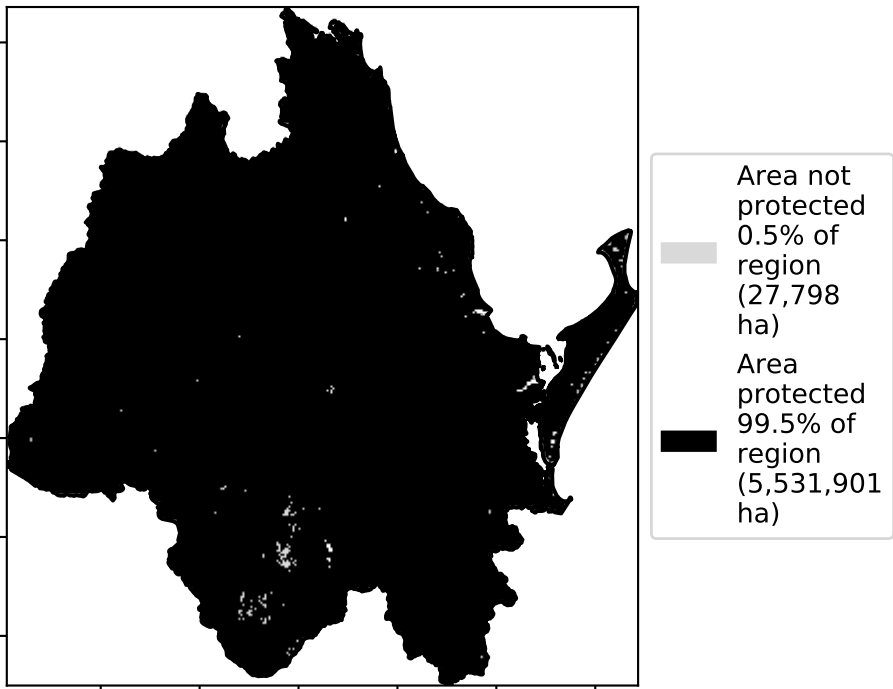 Area not
protected
0.5% of
region
(27,798
ha)
Area
protected
99.5% of
region
(5,531,901
ha)